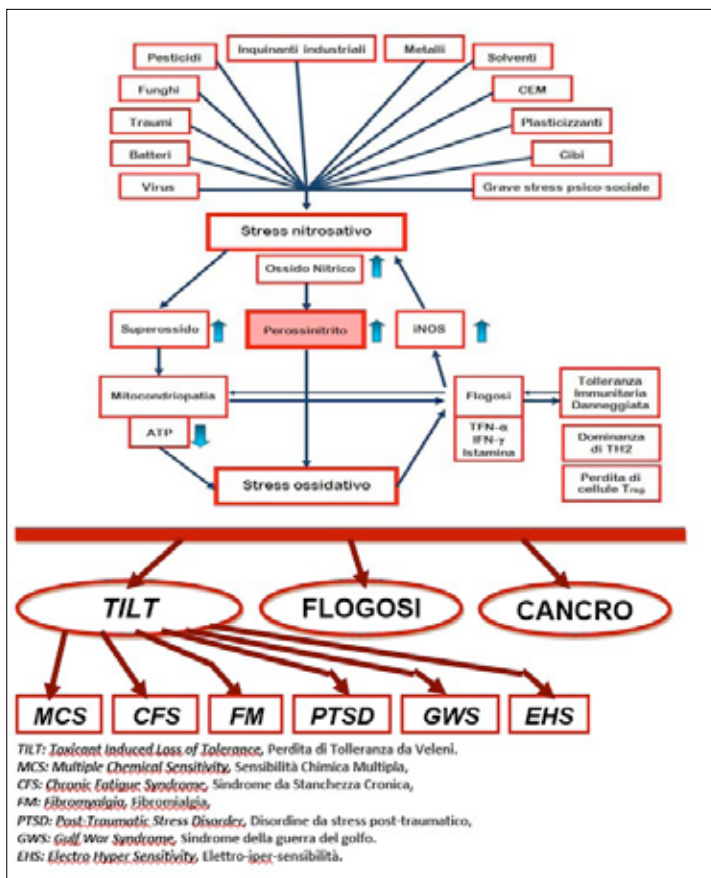 Inquinanti industriali
Metalli
Pesticidi
Solventi
Funghi
CEM
Traumi
Plasticizzanti
Batteri
Cibi
Virus
Grave stress psico-sociale
Stress nitrosativo
Ossido Nitrico
Superossido
Perossinitrito
iNOS
Mitocondriopatia
Flogosi
Tolleranza
Immunitaria
Danneggiata
ATP
TFN-α
IFN-γ
Istamina
Dominanza
di TH2
Stress ossidativo
Perdita di
cellule Treg
TILT
FLOGOSI
CANCRO
MCS
CFS
FM
PTSD
GWS
EHS
TILT: Toxicant Induced Loss of Tolerance, Perdita di Tolleranza da Veleni.
MCS: Multiple Chemical Sensitivity, Sensibilità Chimica Multipla,
CFS: Chronic Fatigue Syndrome, Sindrome da Stanchezza Cronica,
FM: Fibromyalgia, Fibromialgia,
PTSD: Post-Traumatic Stress Disorder, Disordine da stress post-traumatico,
GWS: Gulf War Syndrome, Sindrome della guerra del golfo.
EHS: Electro Hyper Sensitivity, Elettro-iper-sensibilità.